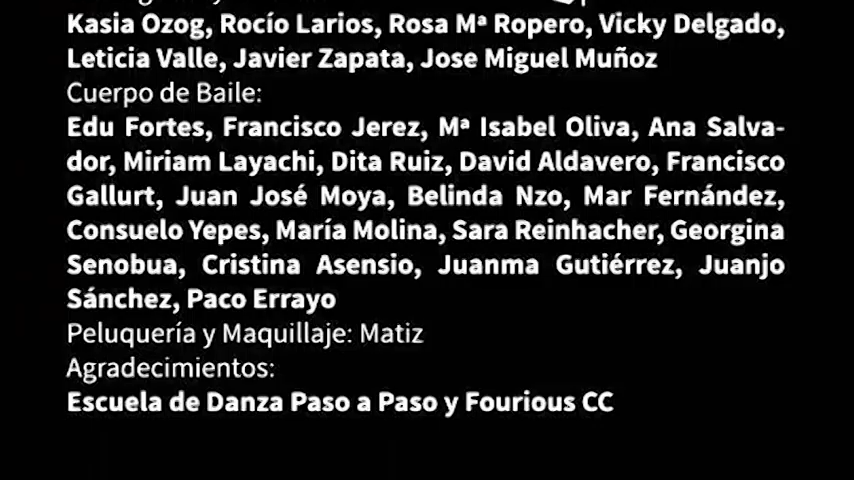 Kasia Ozog, Rocío Larios, Rosa Mª Ropero, Vicky Delgado,
Leticia Valle, Javier Zapata, Jose Miguel Muñoz
Cuerpo de Baile:
Edu Fortes, Francisco Jerez, Mª Isabel Oliva, Ana Salva-
dor, Miriam Layachi, Dita Ruiz, David Aldavero, Francisco
Gallurt, Juan José Moya, Belinda Nzo, Mar Fernández,
Consuelo Yepes, María Molina, Sara Reinhacher, Georgina
Senobua, Cristina Asensio, Juanma Gutiérrez, Juanjo
Sánchez, Paco Errayo
Peluquería y Maquillaje: Matiz
Agradecimientos:
Escuela de Danza Paso a Paso y Fourious CC